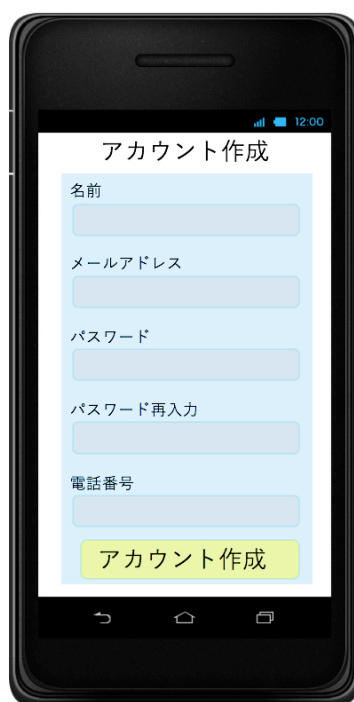 12:00
アカウント作成
名前
メールアドレス
パスワード
パスワード再入力
電話番号
アカウント作成